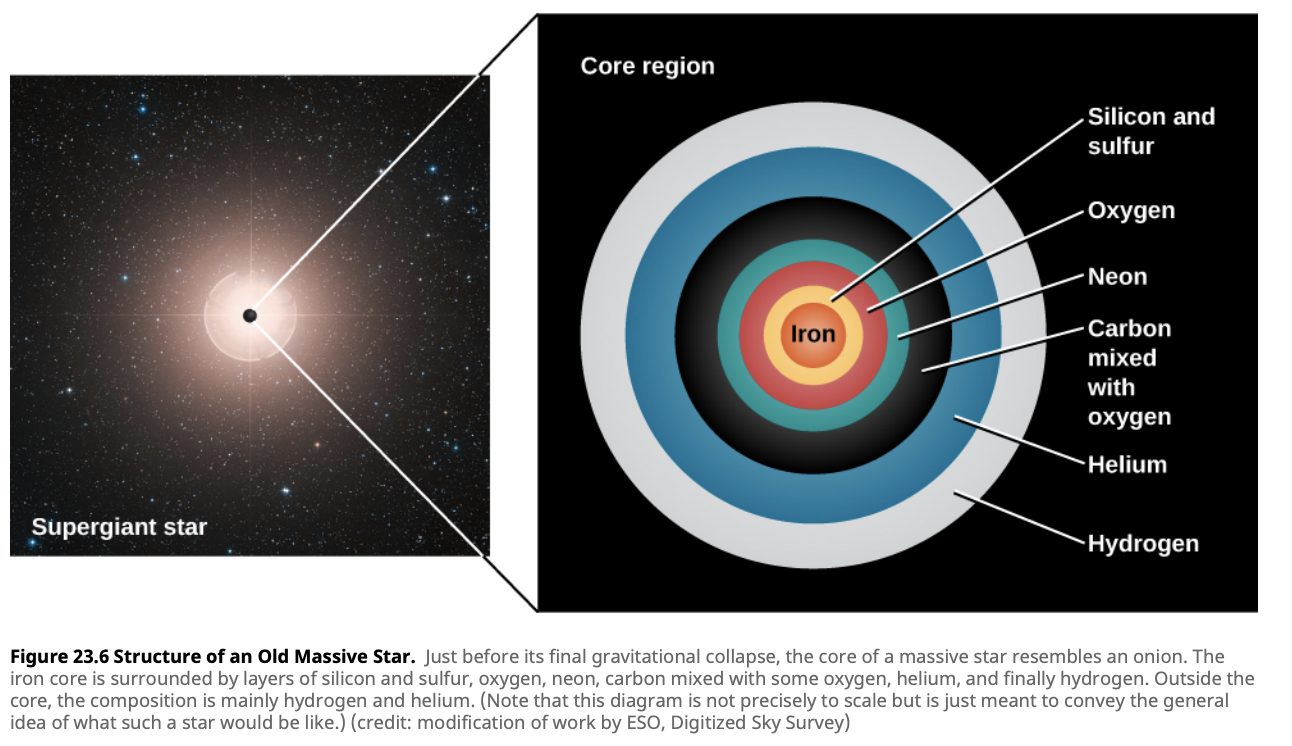 Core region
Silicon and
sulfur
Oxygen
Neon
Carbon
mixed
with
oxygen
Helium
Hydrogen
Iron
Supergiant star
Figure 23.6 Structure of an Old Massive Star. Just before its final gravitational collapse, the core of a massive star resembles an onion. The
iron core is surrounded by layers of silicon and sulfur, oxygen, neon, carbon mixed with some oxygen, helium, and finally hydrogen. Outside the
core, the composition is mainly hydrogen and helium. (Note that this diagram is not precisely to scale but is just meant to convey the general
idea of what such a star would be like.) (credit: modification of work by ESO, Digitized Sky Survey)